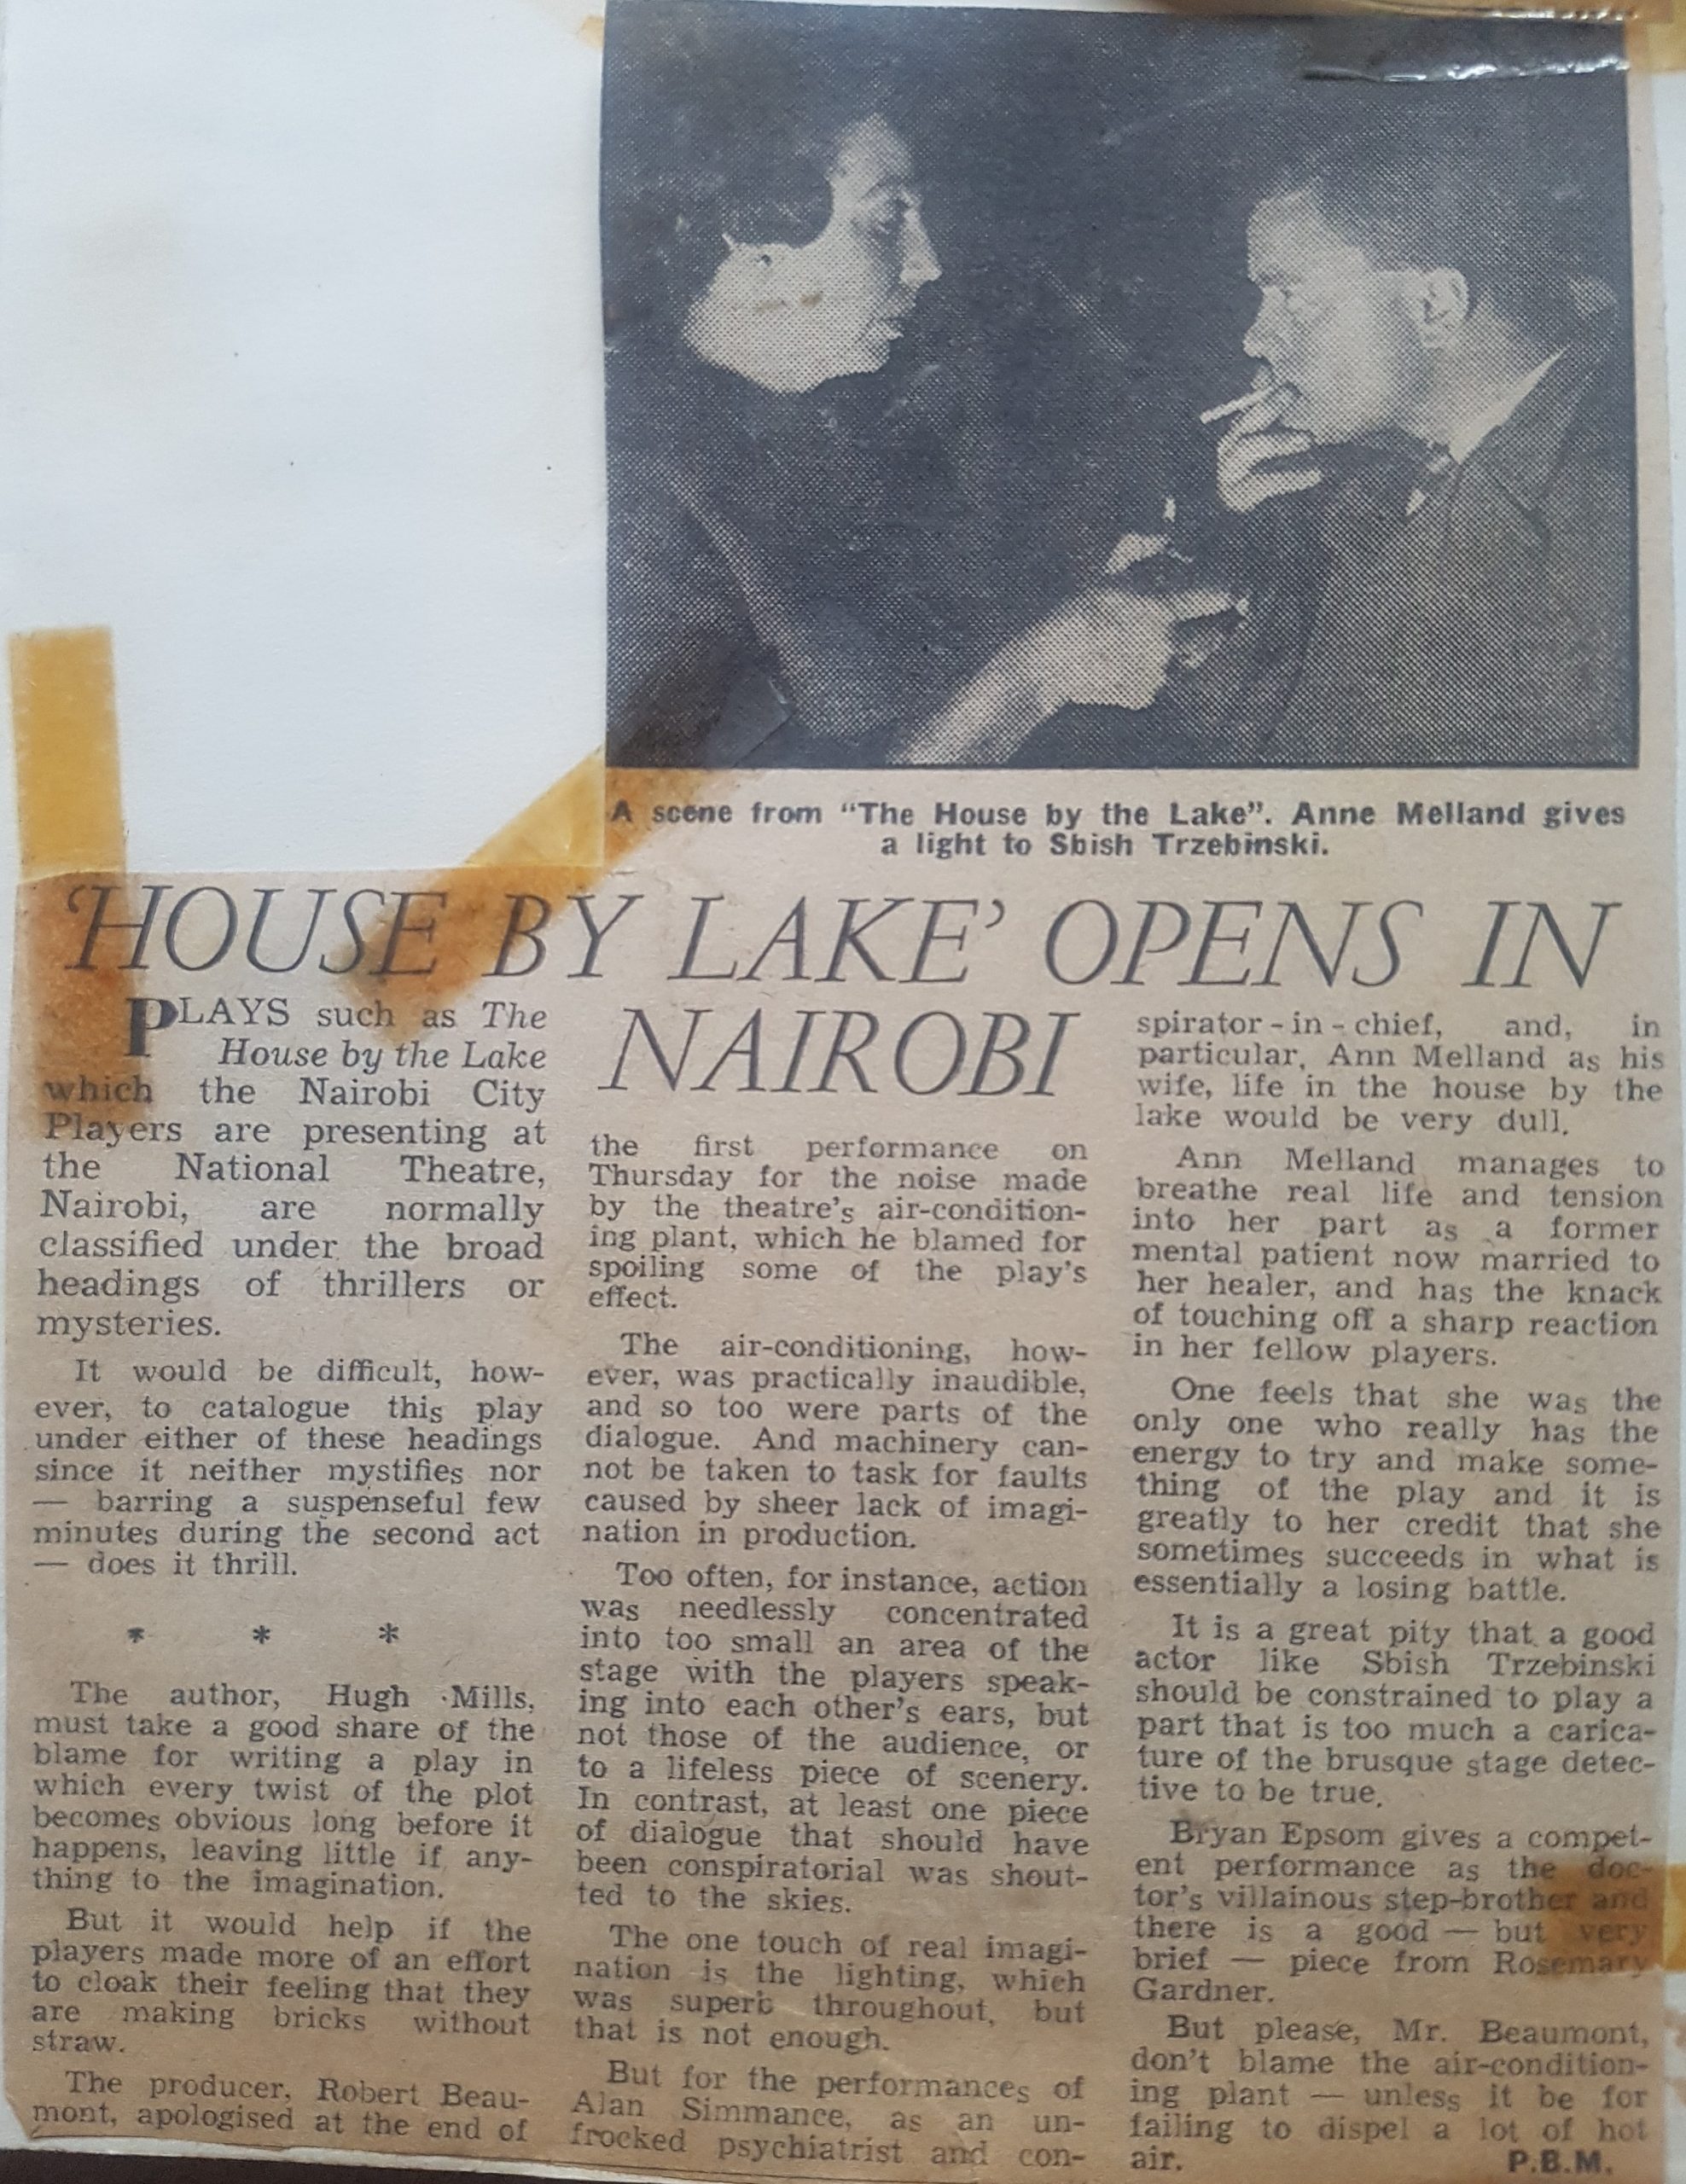 A scene from "The House by the Lake". Anne Melland gives
a light to Sbish Trzebinski.
'HOUSE BY LAKE' OPENS IN
NAIROBI
PLAYS such as The
House by the Lake
which the Nairobi City
Players are presenting at
the National Theatre,
Nairobi, are normally
classified under the broad
headings of thrillers or
mysteries.
It would be difficult, how-
ever, to catalogue this play
under either of these headings
since it neither mystifies nor
— barring a suspenseful few
minutes during the second act
— does it thrill.
* * *
The author, Hugh Mills,
must take a good share of the
blame for writing a play in
which every twist of the plot
becomes obvious long before it
happens, leaving little if any-
thing to the imagination.
But it would help if the
players made more of an effort
to cloak their feeling that they
are making bricks without
straw.
The producer, Robert Beau-
mont, apologised at the end of
the first performance on
Thursday for the noise made
by the theatre's air-condition-
ing plant, which he blamed for
spoiling some of the play's
effect.
The air-conditioning, how-
ever, was practically inaudible,
and so too were parts of the
dialogue. And machinery can-
not be taken to task for faults
caused by sheer lack of imagi-
nation in production.
Too often, for instance, action
was needlessly concentrated
into too small an area of the
stage with the players speak-
ing into each other's ears, but
not those of the audience, or
to a lifeless piece of scenery.
In contrast, at least one piece
of dialogue that should have
been conspiratorial was shout-
ted to the skies.
The one touch of real imagi-
nation is the lighting, which
was superb throughout, but
that is not enough.
But for the performances of
Alan Simmance, as an un-
frocked psychiatrist and con-
spirator-in-chief, and, in
particular, Ann Melland as his
wife, life in the house by the
lake would be very dull.
Ann Melland manages to
breathe real life and tension
into her part as a former
mental patient now married to
her healer, and has the knack
of touching off a sharp reaction
in her fellow players.
One feels that she was the
only one who really has the
energy to try and make some-
thing of the play and it is
greatly to her credit that she
sometimes succeeds in what is
essentially a losing battle.
It is a great pity that a good
actor like Sbish Trzebinski
should be constrained to play a
part that is too much a carica-
ture of the brusque stage detec-
tive to be true.
Bryan Epsom gives a compet-
ent performance as the doc-
tor's villainous step-brother and
there is a good — but very
brief — piece from Rosemary
Gardner.
But please, Mr. Beaumont,
don't blame the air-condition-
ing plant — unless it be for
failing to dispel a lot of hot
air.
P.B.M.